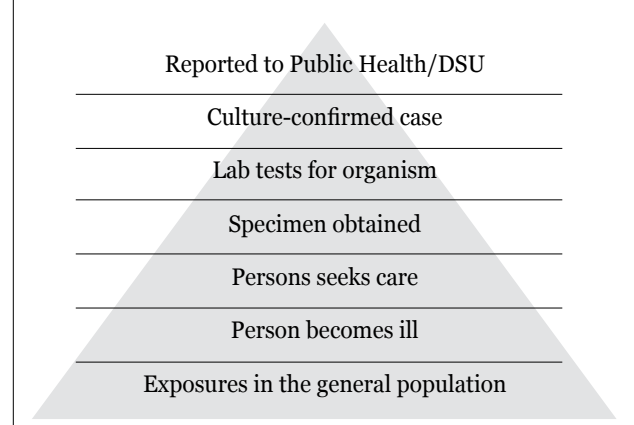 Reported to Public Health/DSU
Culture-confirmed case
Lab tests for organism
Specimen obtained
Persons seeks care
Person becomes ill
Exposures in the general population